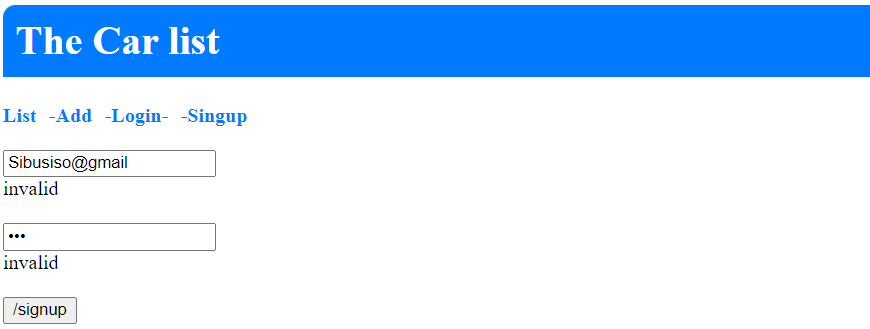 The Car list
List -Add -Login- -Singup
Sibusiso@gmail
invalid
•••
invalid
/signup